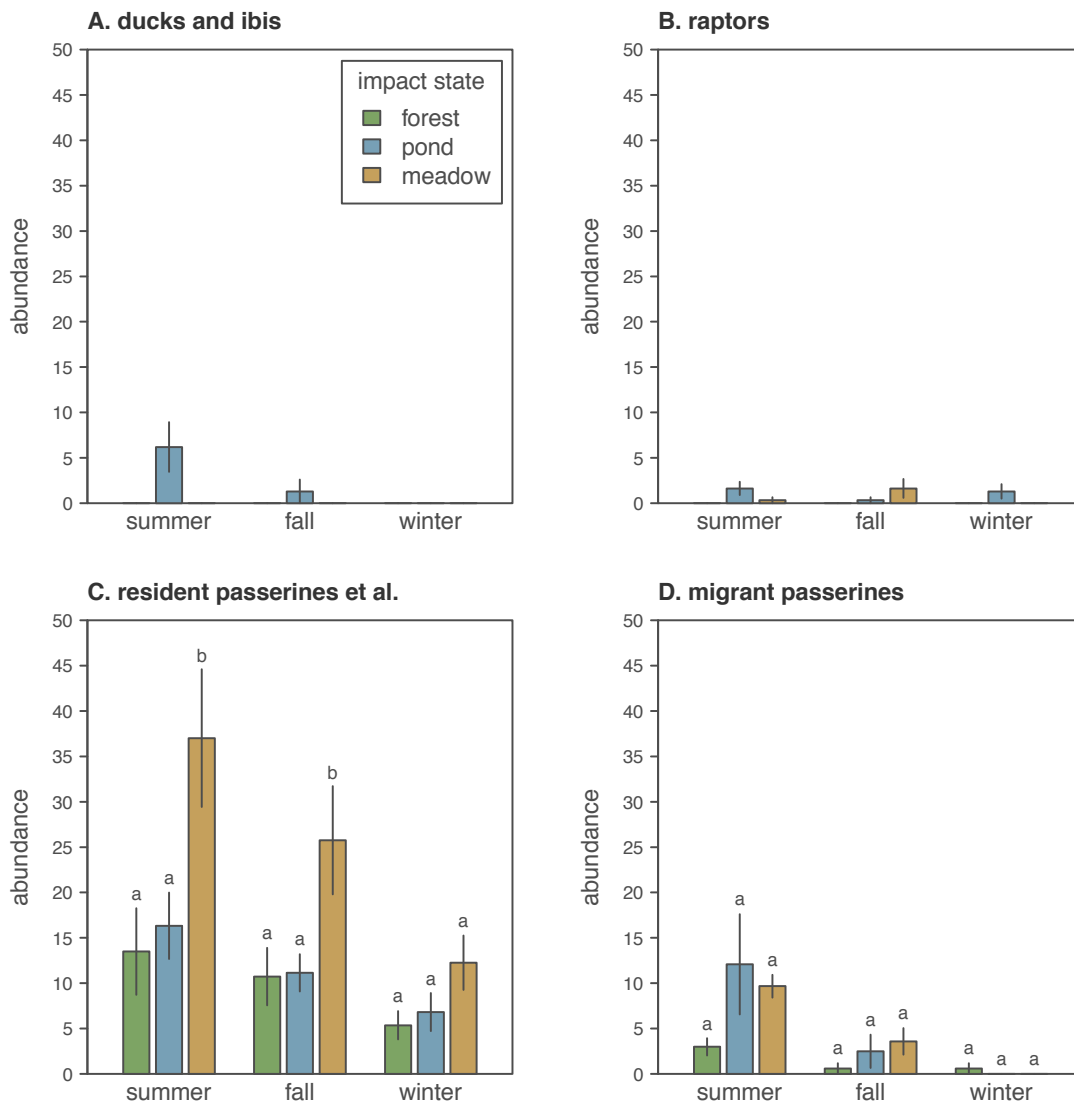 A. ducks and ibis
50
45
40
35
30
25
20
15
10
5
0
abundance
impact state
forest
pond
meadow
summer fall winter
B. raptors
50
45
40
35
30
25
20
15
10
5
0
abundance
summer fall winter
C. resident passerines et al.
50
45
40
35
30
25
20
15
10
5
0
abundance
a a b
a a b
a a a
summer fall winter
D. migrant passerines
50
45
40
35
30
25
20
15
10
5
0
abundance
a a a
a a a
a a a
summer fall winter